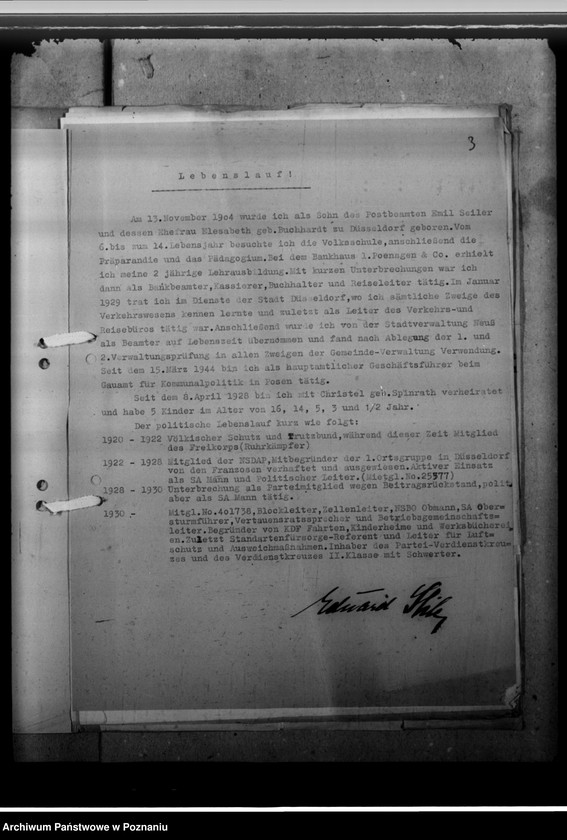 3
Lebenslauf!
Am 13.November 1904 wurde ich als Sohn des Postbeamten Emil Seiler
und dessen Ehefrau Elesabeth geb.Buchhardt zu Düsseldorf geboren.Vom
6.bis zum 14.Lebensjahr besuchte ich die Volksschule,anschließend die
Präparandie und das Pädagogium.Bei dem Bankhaus l.Poensgen & Co. erhielt
ich meine 2 jährige Lehrausbildung.Mit kurzen Unterbrechungen war ich
dann als Bankbeamter,Kassierer,Buchhalter und Reiseleiter tätig.Im Januar
1929 trat ich im Dienste der Stadt Düsseldorf,wo ich sämtliche Zweige des
Verkehrswesens kennen lernte und zuletzt als Leiter des Verkehrs-und
Reisebüros tätig war.Anschließend wurde ich von der Stadtverwaltung Neuß
als Beamter auf Lebenszeit übernommen und fand nach Ablegung der 1. und
2.Verwaltungsprüfung in allen Zweigen der Gemeinde-Verwaltung Verwendung.
Seit dem 15.März 1944 bin ich als hauptamtlicher Geschäftsführer beim
Gauamt für Kommunalpolitik in Posen tätig.
Seit dem 8.April 1928 bin ich mit Christel geb.Spinrath verheiratet
und habe 5 Kinder im Alter von 16, 14, 5, 3 und 1/2 Jahr.
Der politische Lebenslauf kurz wie folgt:
1920 - 1922 Völkischer Schutz und Trutzbund,während dieser Zeit Mitglied
des Freikorps(Ruhrkämpfer)
1922 - 1928 Mitglied der NSDAP,Mitbegründer der 1.Ortsgruppe in Düsseldorf
von den Franzosen verhaftet und ausgewiesen.Aktiver Einsatz
als SA Mann und Politischer Leiter.(Mietgl.No.25577)
1928 - 1930 Unterbrechung als Parteimitglied wegen Beitragsrückstand,polit.
aber als SA Mann tätig.
1930 - Mitgl.No.401738,Blockleiter,Zellenleiter,NSBO Obmann,SA Ober=
sturmführer,Vertauensratssprecher und Betriebsgemeinschafts=
leiter.Begründer von KDF Fahrten,Kinderheime und Werksbücherei
en.Zuletzt Standartenfürsorge-Referent und Leiter für Luft=
schutz und Ausweichmaßnahmen.Inhaber des Partei-Verdienstkreu=
zes und des Verdienstkreuzes II.Klasse mit Schwerter.
Eduard
Archiwum Państwowe w Poznaniu